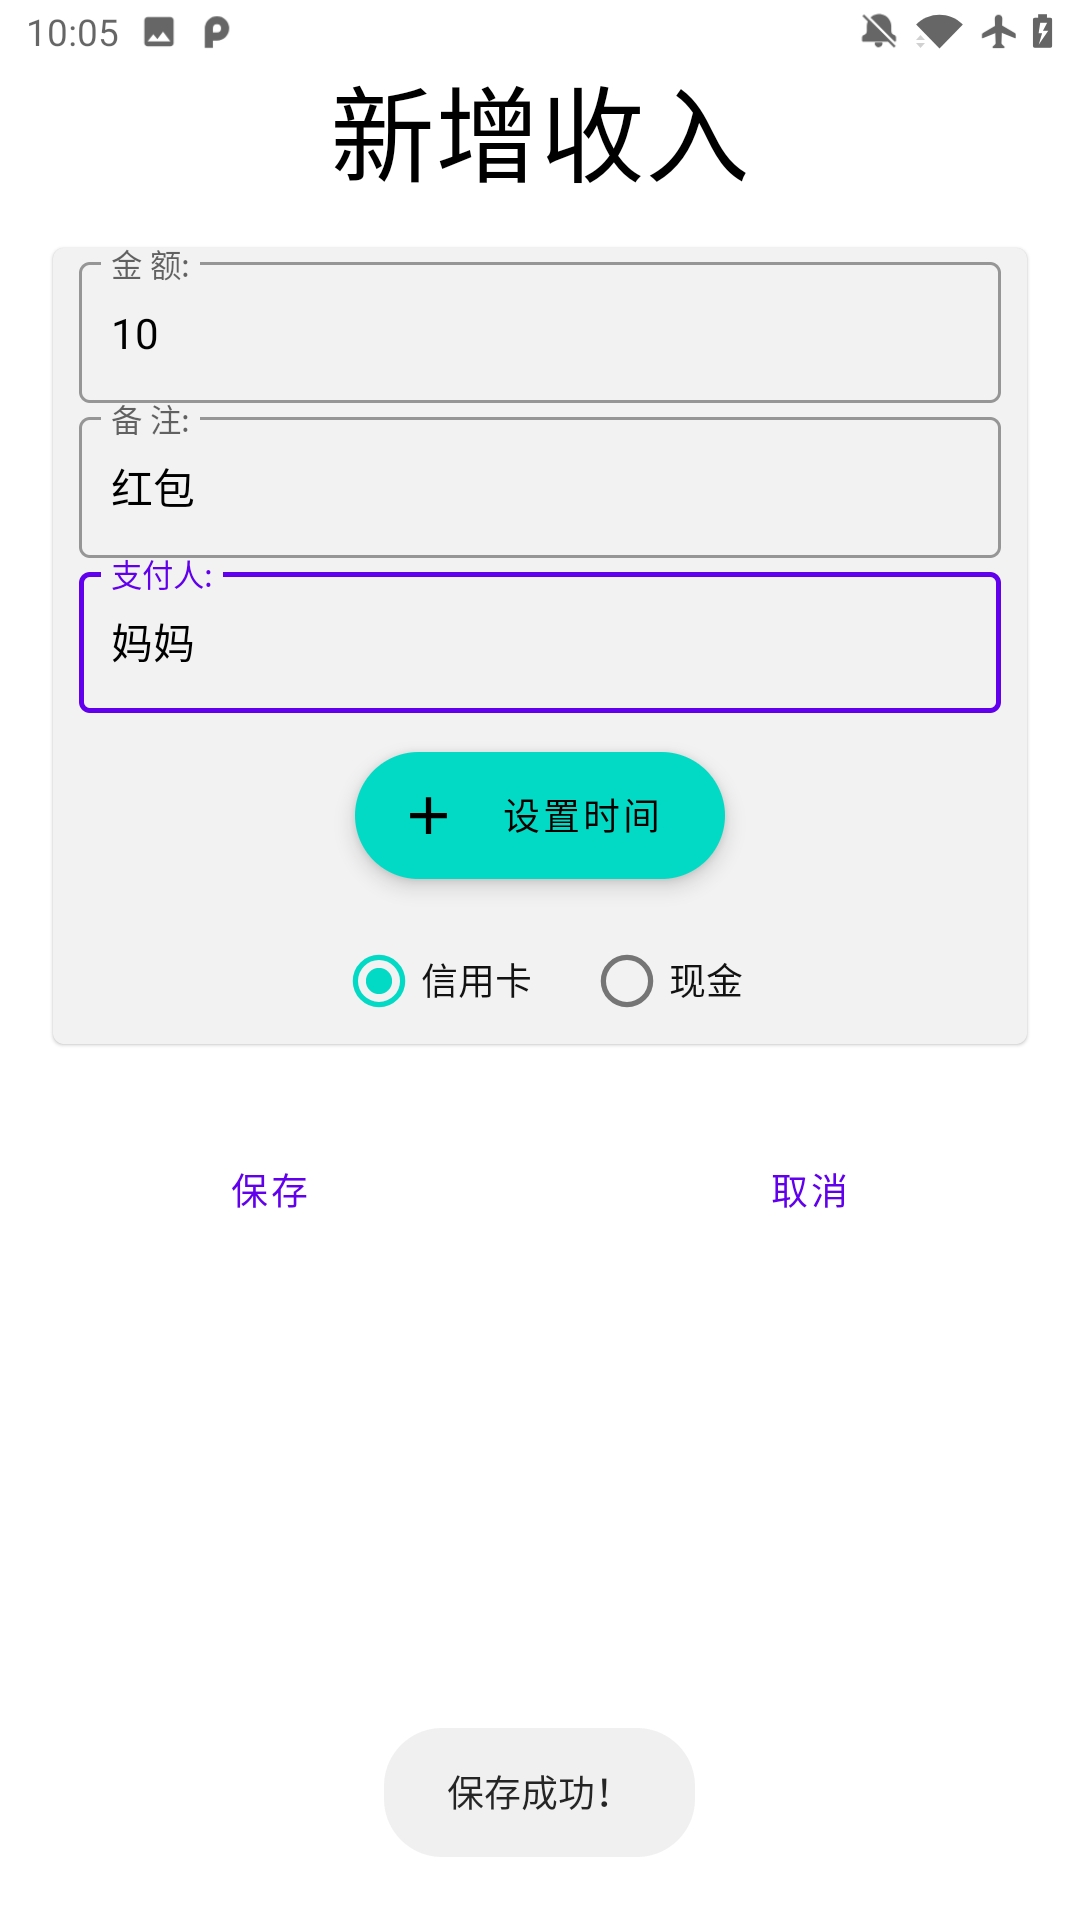 10:05
新增收入
金 额:
10
备 注:
红包
支付人:
妈妈
设置时间
信用卡 现金
保存 取消
保存成功!